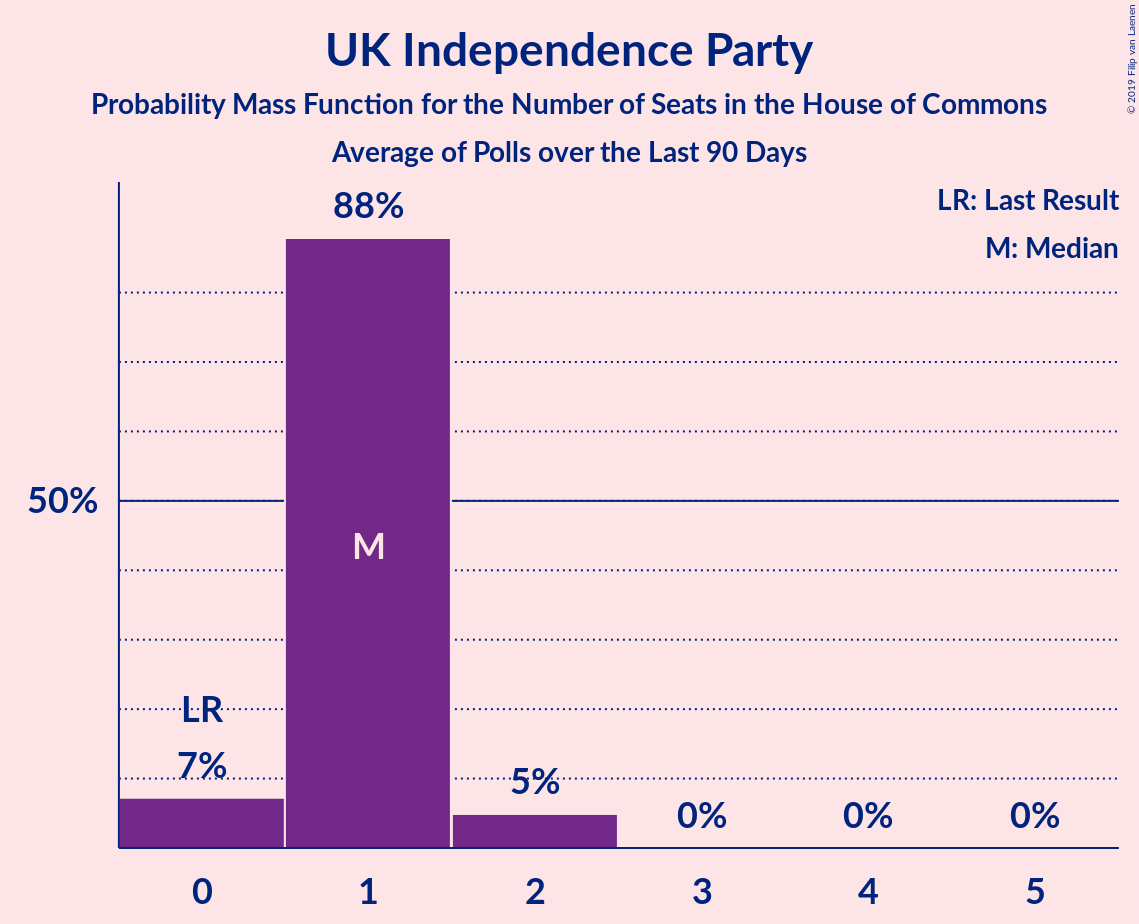 UK Independence Party
Probability Mass Function for the Number of Seats in the House of Commons
Average of Polls over the Last 90 Days
© 2019 Filip van Laenen
LR: Last Result
M: Median
88%
50%
M
LR
7%
5%
0%
0%
0%
0
1
2
3
4
5